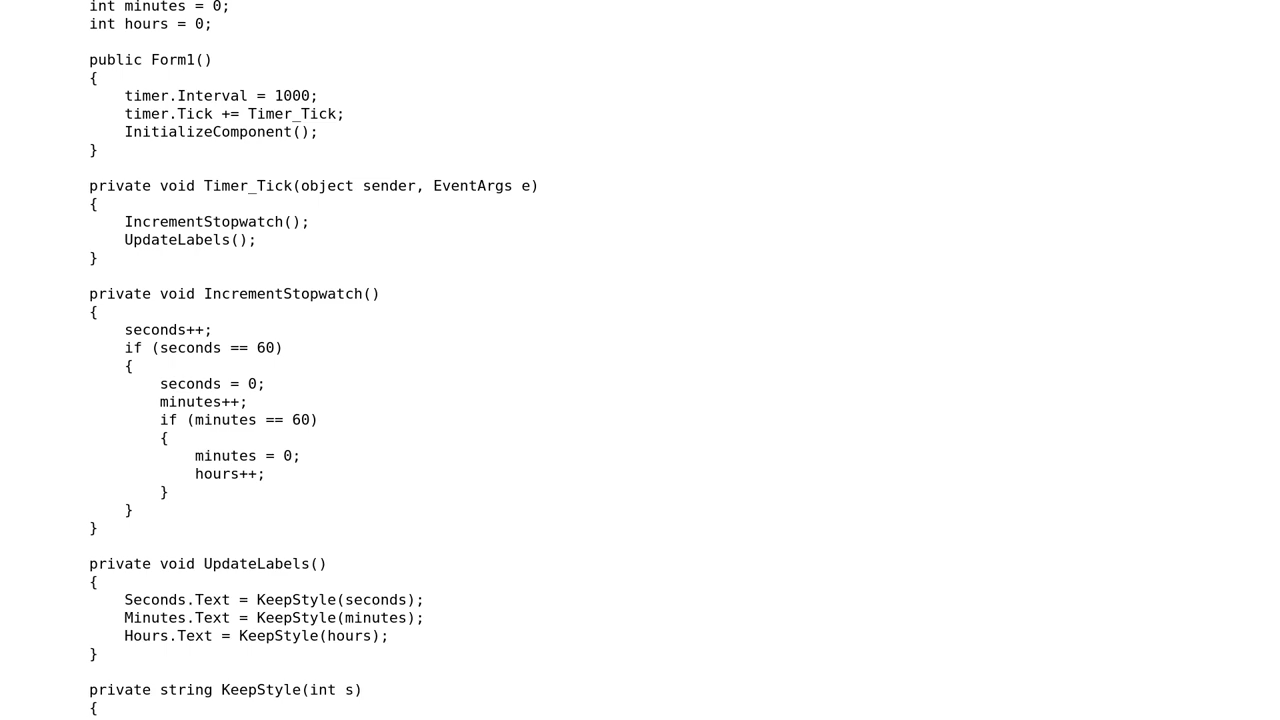 int minutes = 0;
int hours = 0;

public Form1()
{
    timer.Interval = 1000;
    timer.Tick += Timer_Tick;
    InitializeComponent();
}

private void Timer_Tick(object sender, EventArgs e)
{
    IncrementStopwatch();
    UpdateLabels();
}

private void IncrementStopwatch()
{
    seconds++;
    if (seconds == 60)
    {
        seconds = 0;
        minutes++;
        if (minutes == 60)
        {
            minutes = 0;
            hours++;
        }
    }
}

private void UpdateLabels()
{
    Seconds.Text = KeepStyle(seconds);
    Minutes.Text = KeepStyle(minutes);
    Hours.Text = KeepStyle(hours);
}

private string KeepStyle(int s)
{